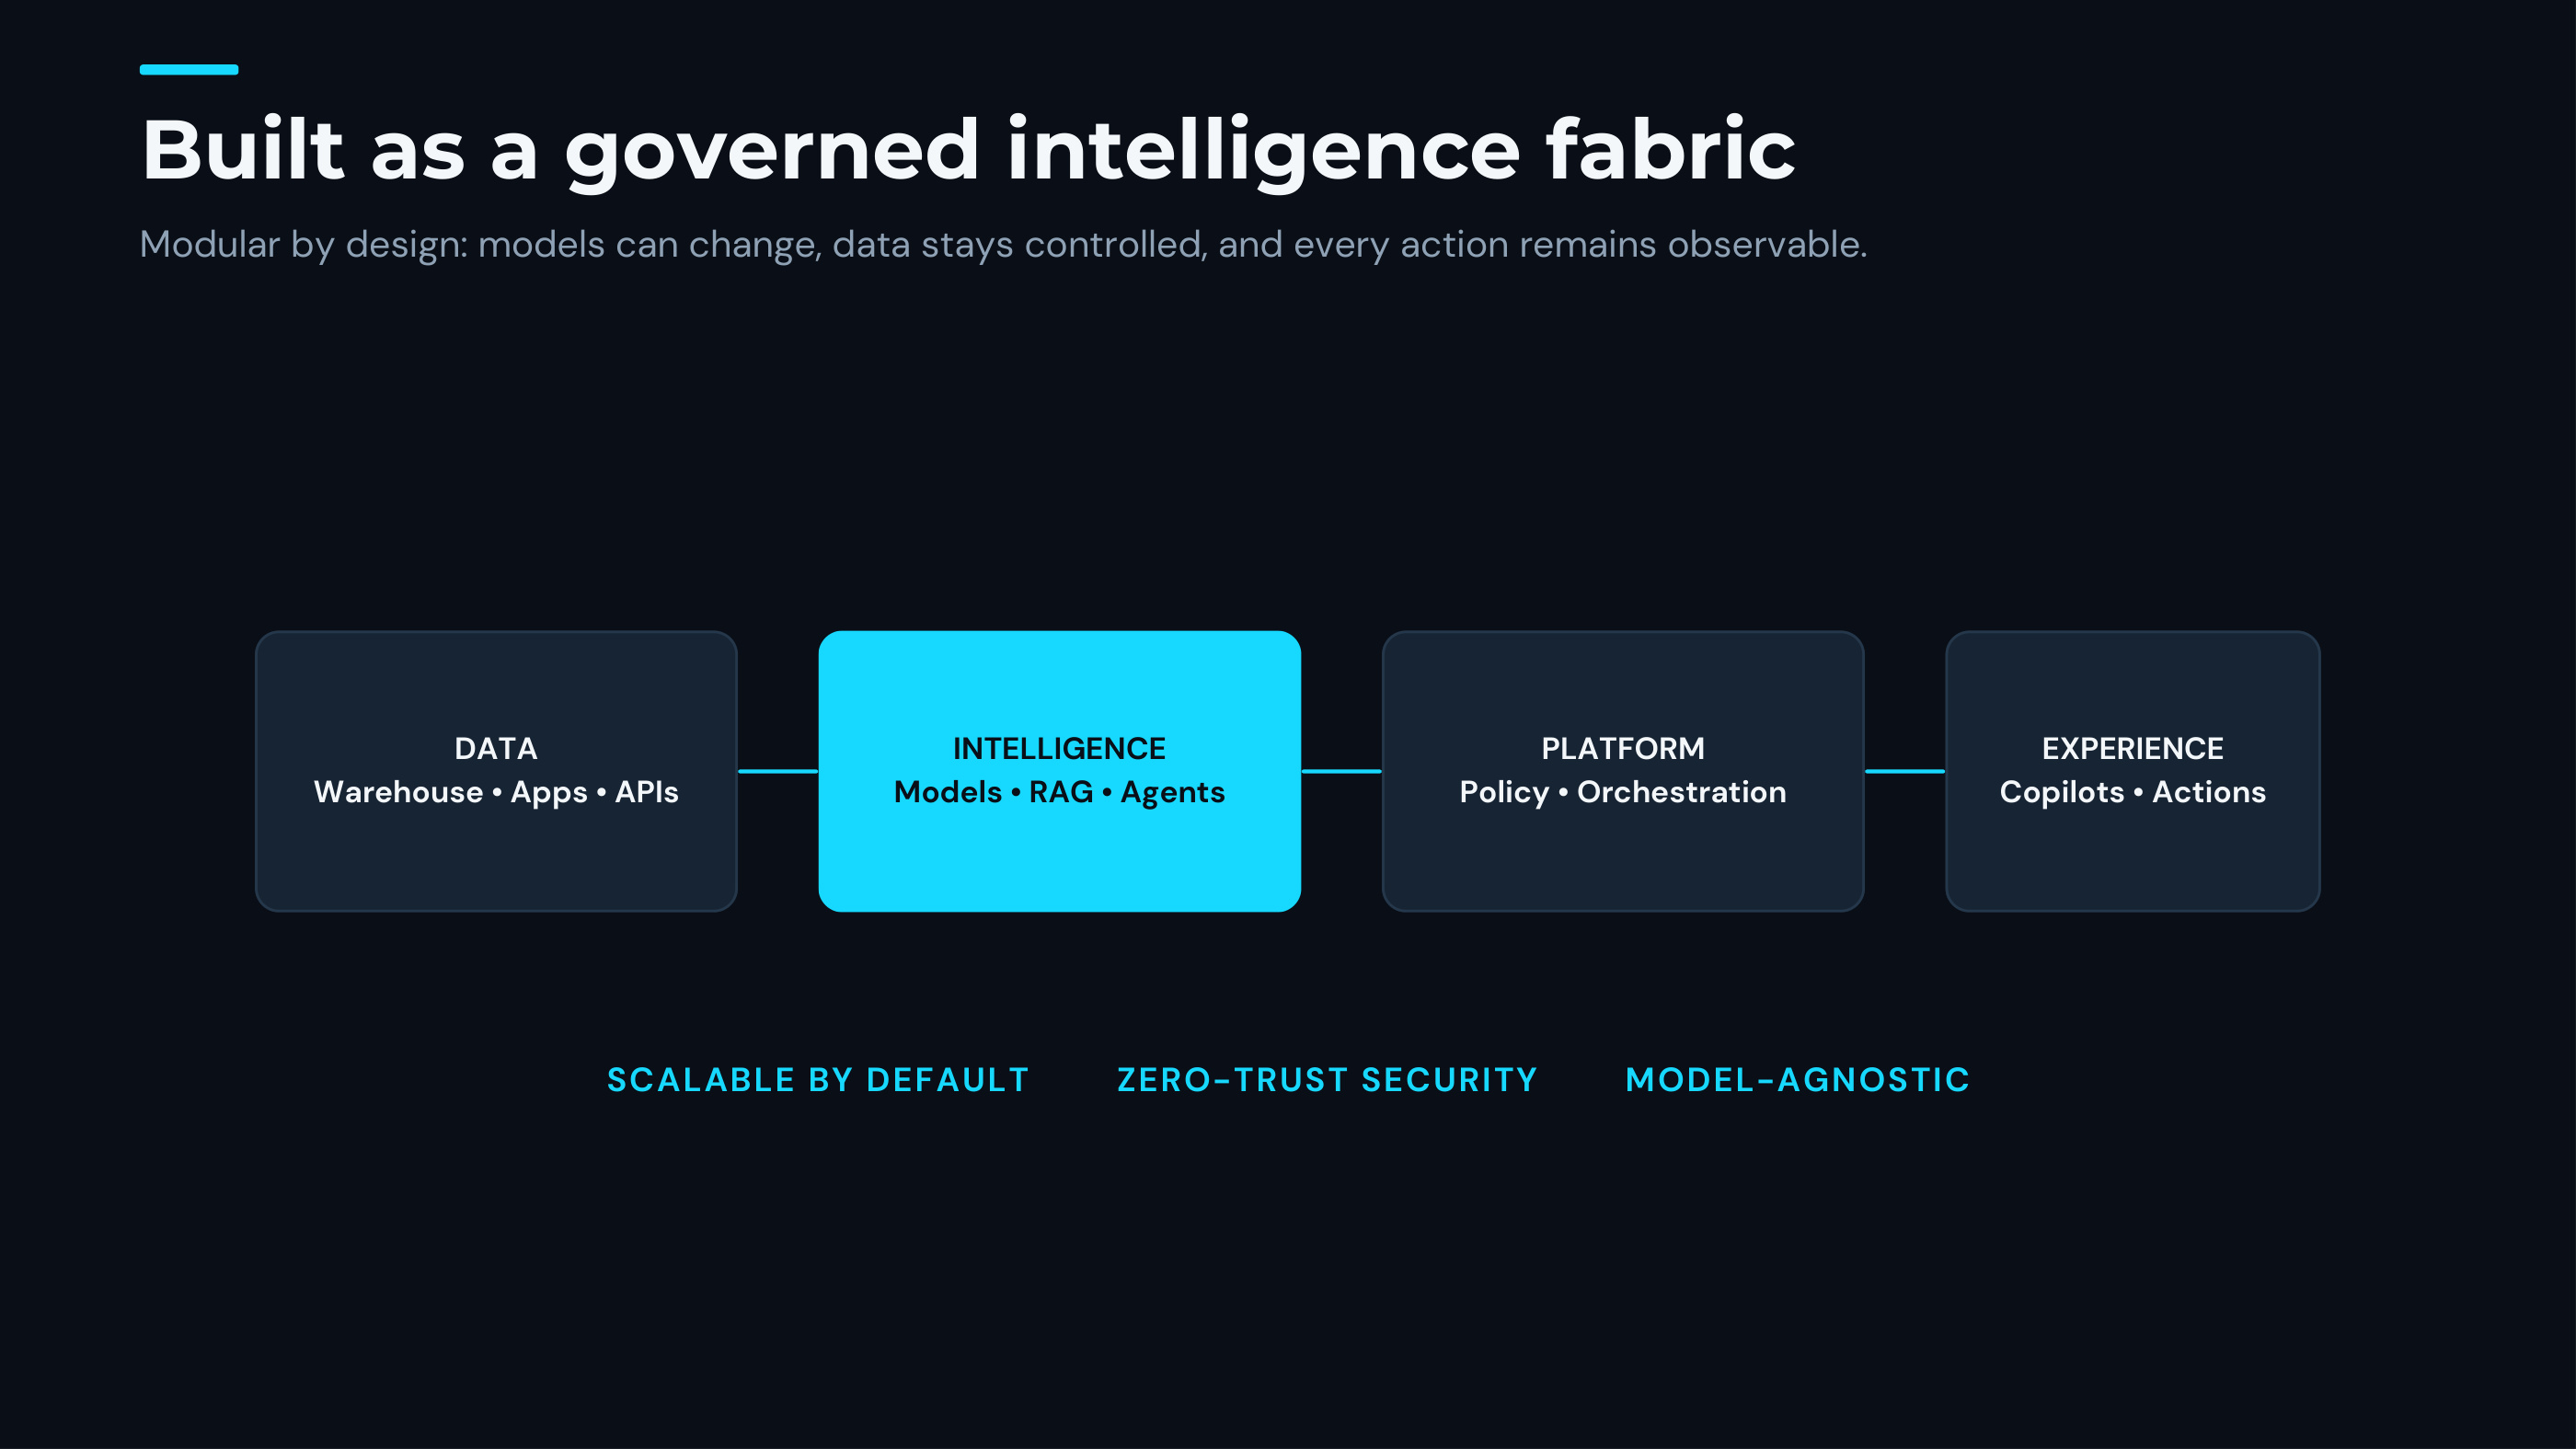 Built as a governed intelligence fabric
Modular by design: models can change, data stays controlled, and every action remains observable.
DATA
Warehouse • Apps • APIs
INTELLIGENCE
Models • RAG • Agents
PLATFORM
Policy • Orchestration
EXPERIENCE
Copilots • Actions
SCALABLE BY DEFAULT
ZERO-TRUST SECURITY
MODEL-AGNOSTIC